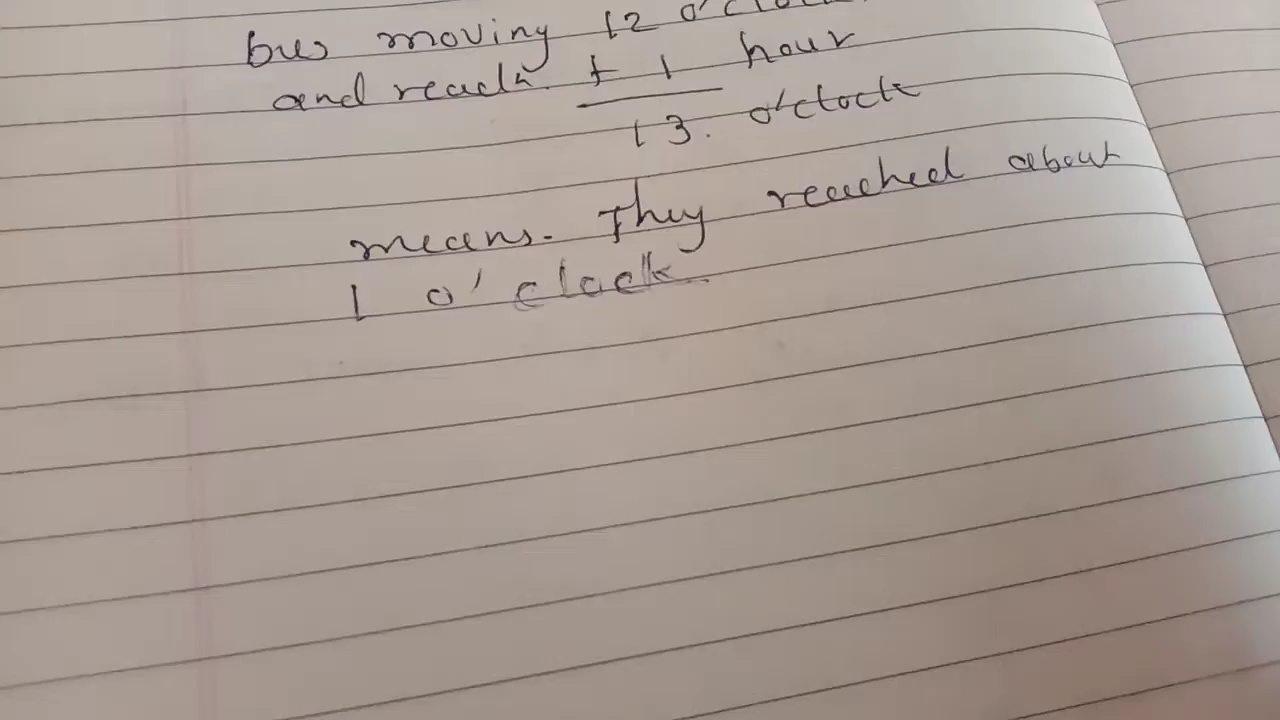 bus moving 12 o'clock
and reach. + 1 hour
13. o'clock
means. They reached about
1 o'clock.